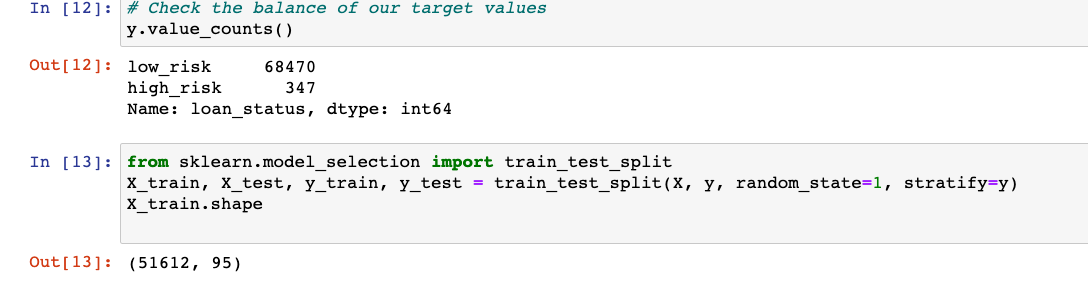 In [12]: # Check the balance of our target values
y.value_counts()
Out[12]: low_risk     68470
high_risk      347
Name: loan_status, dtype: int64
In [13]: from sklearn.model_selection import train_test_split
X_train, X_test, y_train, y_test = train_test_split(X, y, random_state=1, stratify=y)
X_train.shape
Out[13]: (51612, 95)